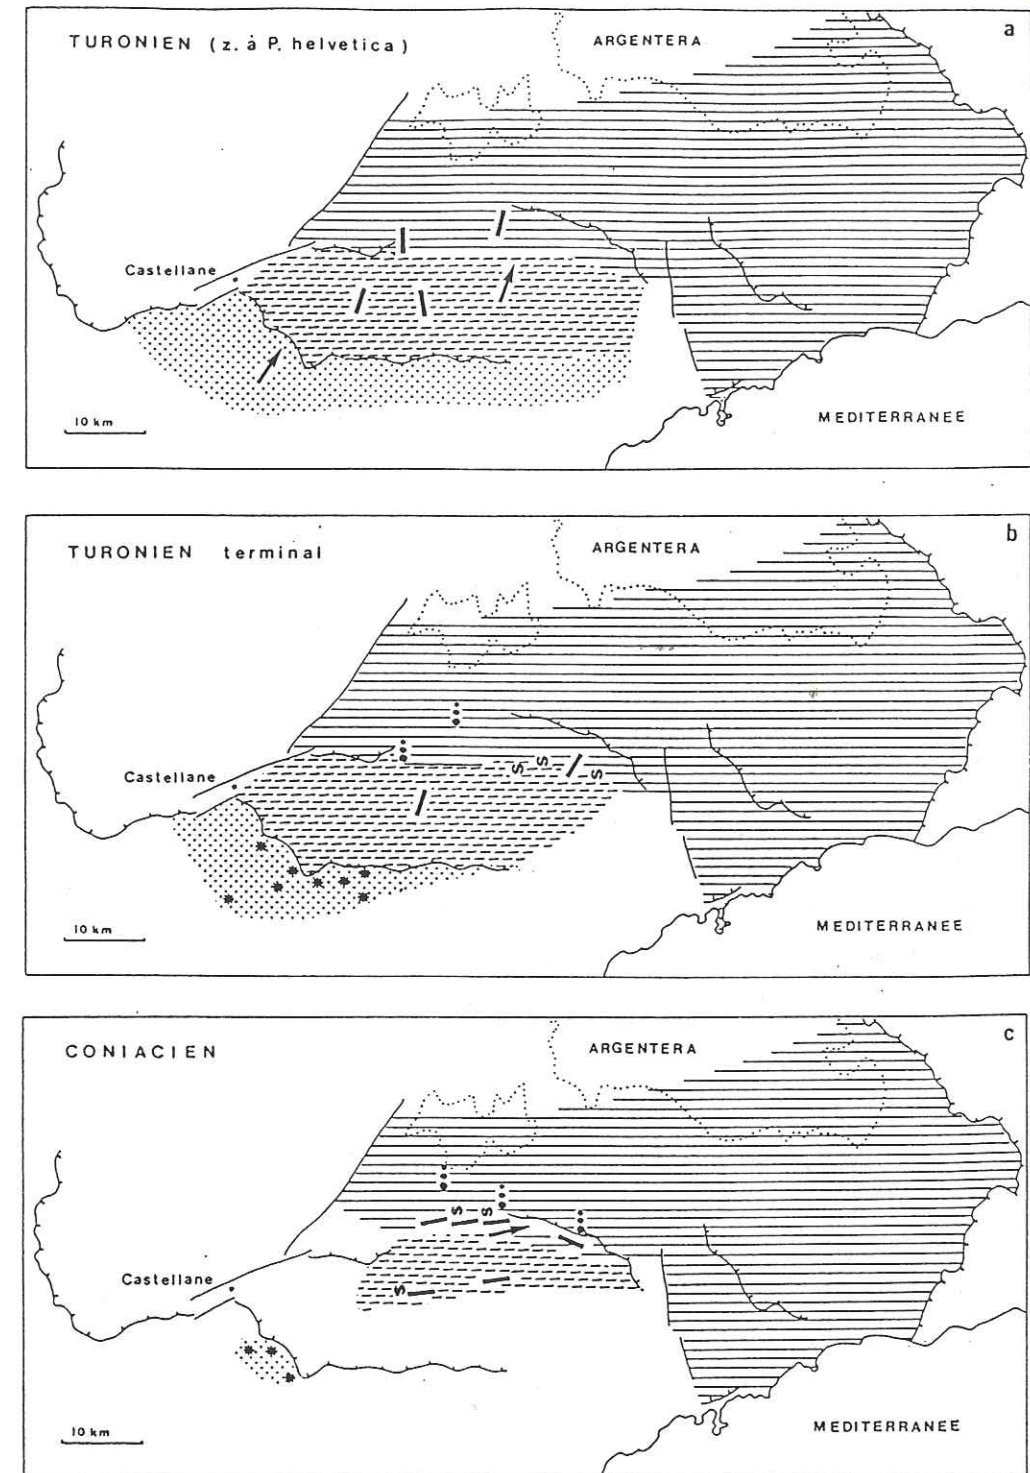 TURONIEN (z. à P. helvetica)
ARGENTERA
a
Castellane
10 km
MEDITERRANEE
TURONIEN terminal
ARGENTERA
b
S S S
Castellane
10 km
MEDITERRANEE
CONIACIEN
ARGENTERA
c
S S
Castellane
S
10 km
MEDITERRANEE